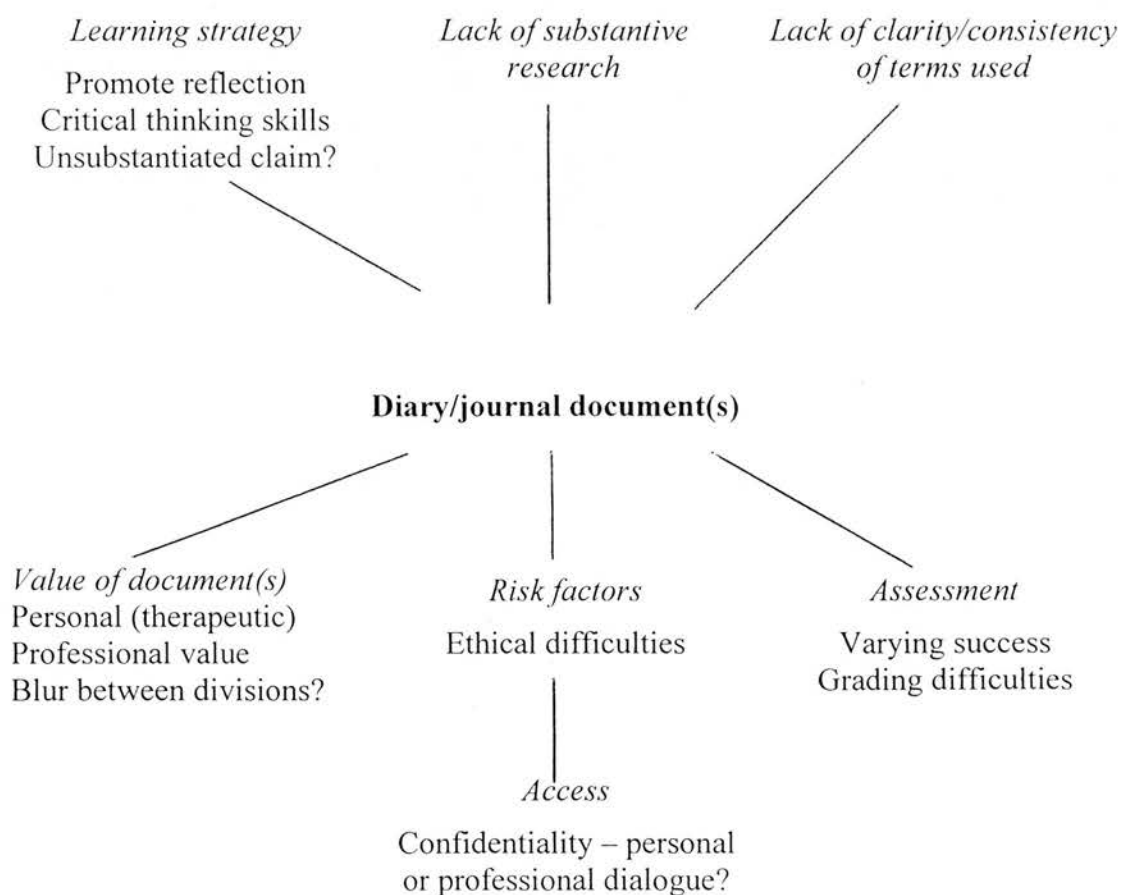 Learning strategy
Promote reflection
Critical thinking skills
Unsubstantiated claim?
Lack of substantive
research
Lack of clarity/consistency
of terms used
Diary/journal document(s)
Value of document(s)
Personal (therapeutic)
Professional value
Blur between divisions?
Risk factors
Ethical difficulties
Access
Confidentiality – personal
or professional dialogue?
Assessment
Varying success
Grading difficulties